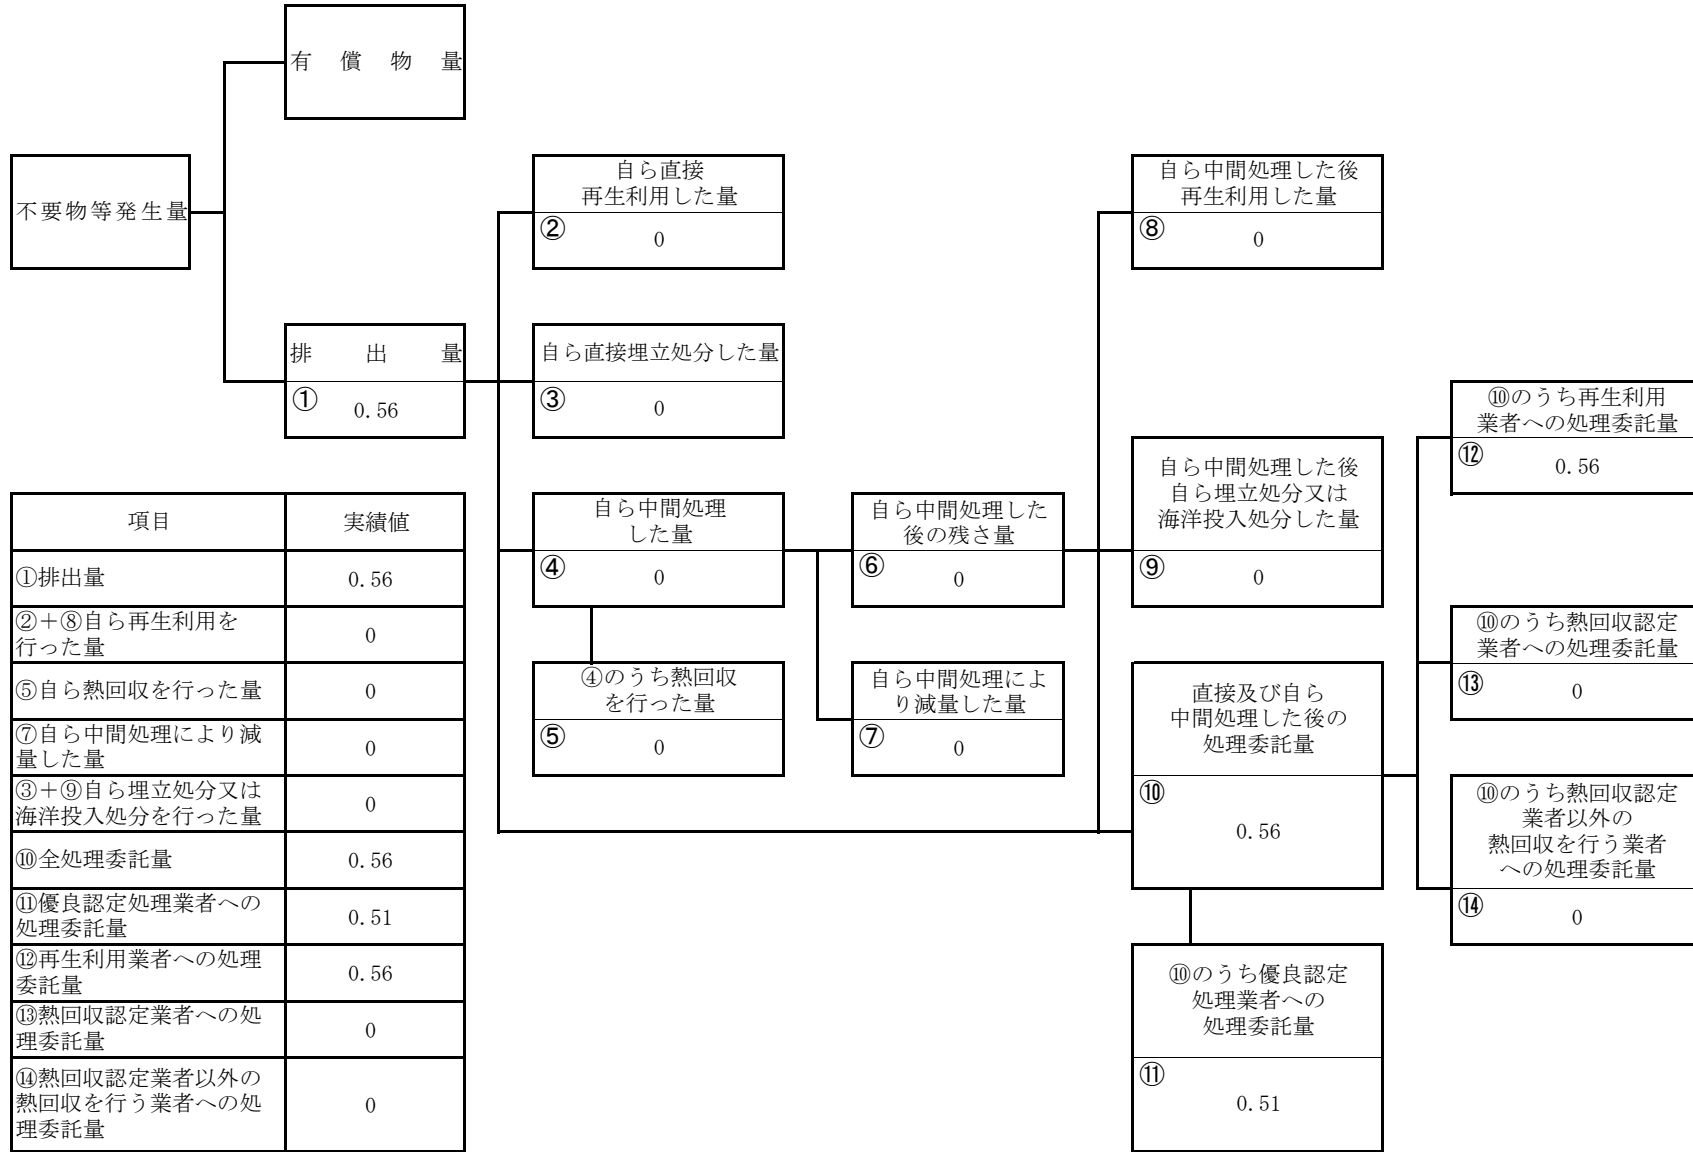 有償物量
不要物等発生量
自ら直接
再生利用した量
②
0
自ら中間処理した後
再生利用した量
⑧
0
排出量
①
0.56
自ら直接埋立処分した量
③
0
⑩のうち再生利用
業者への処理委託量
⑫
0.56
自ら中間処理
した量
④
0
自ら中間処理した
後の残さ量
⑥
0
自ら中間処理した後
自ら埋立処分又は
海洋投入処分した量
⑨
0
⑩のうち熱回収認定
業者への処理委託量
⑬
0
④のうち熱回収
を行った量
⑤
0
自ら中間処理によ
り減量した量
⑦
0
直接及び自ら
中間処理した後の
処理委託量
⑩
0.56
⑩のうち熱回収認定
業者以外の
熱回収を行う業者
への処理委託量
⑭
0
⑩のうち優良認定
処理業者への
処理委託量
⑪
0.51
項目 実績値
①排出量 0.56
②+⑧自ら再生利用を
行った量 0
⑤自ら熱回収を行った量 0
⑦自ら中間処理により減
量した量 0
③+⑨自ら埋立処分又は
海洋投入処分を行った量 0
⑩全処理委託量 0.56
⑪優良認定処理業者への
処理委託量 0.51
⑫再生利用業者への処理
委託量 0.56
⑬熱回収認定業者への処
理委託量 0
⑭熱回収認定業者以外の
熱回収を行う業者への処
理委託量 0